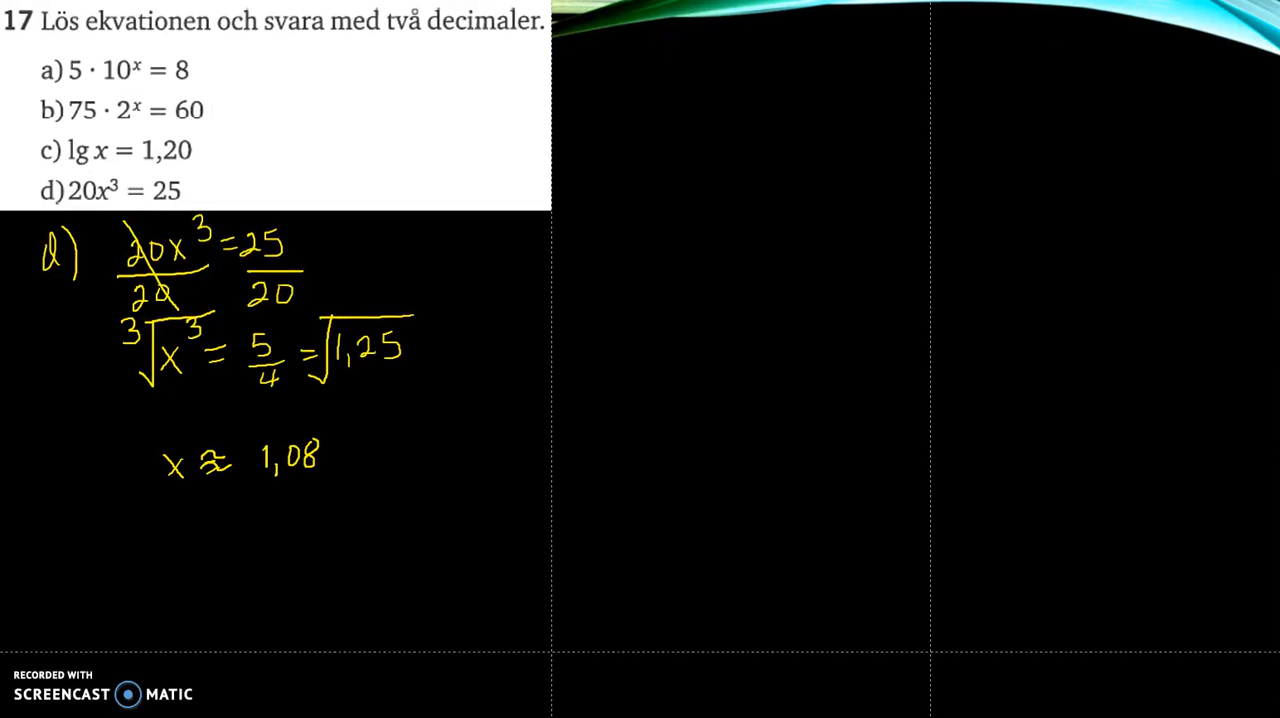 17 Lös ekvationen och svara med två decimaler.
a) 5 · 10ˣ = 8
b) 75 · 2ˣ = 60
c) lg x = 1,20
d) 20x³ = 25
d) 20x³ = 25
20 20
³√x³ = 5/4 = √1,25
x ≈ 1,08
RECORDED WITH
SCREENCAST MATIC